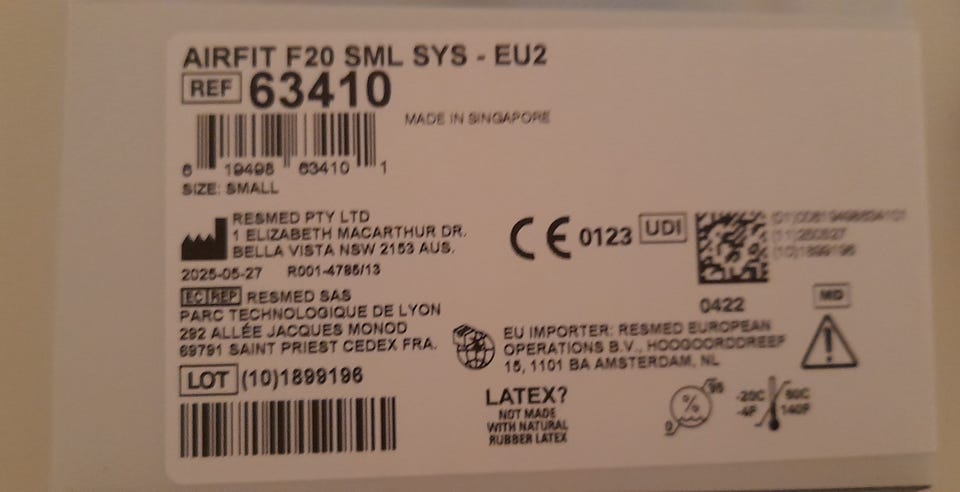 AIRFIT F20 SML SYS - EU2
REF 63410
MADE IN SINGAPORE
6 19498 63410 1
SIZE: SMALL
RESMED PTY LTD
1 ELIZABETH MACARTHUR DR.
BELLA VISTA NSW 2153 AUS.
2025-05-27 R001-4785/13
CE 0123 UDI
(10)1899196
EC REP RESMED SAS
PARC TECHNOLOGIQUE DE LYON
292 ALLÉE JACQUES MONOD
69791 SAINT PRIEST CEDEX FRA.
0422
MD
EU IMPORTER: RESMED EUROPEAN
OPERATIONS B.V., HOOGOORDDREEF
15, 1101 BA AMSTERDAM, NL
LOT (10)1899196
LATEX?
NOT MADE
WITH NATURAL
RUBBER LATEX
% 95
0
-20C
-4F
140F